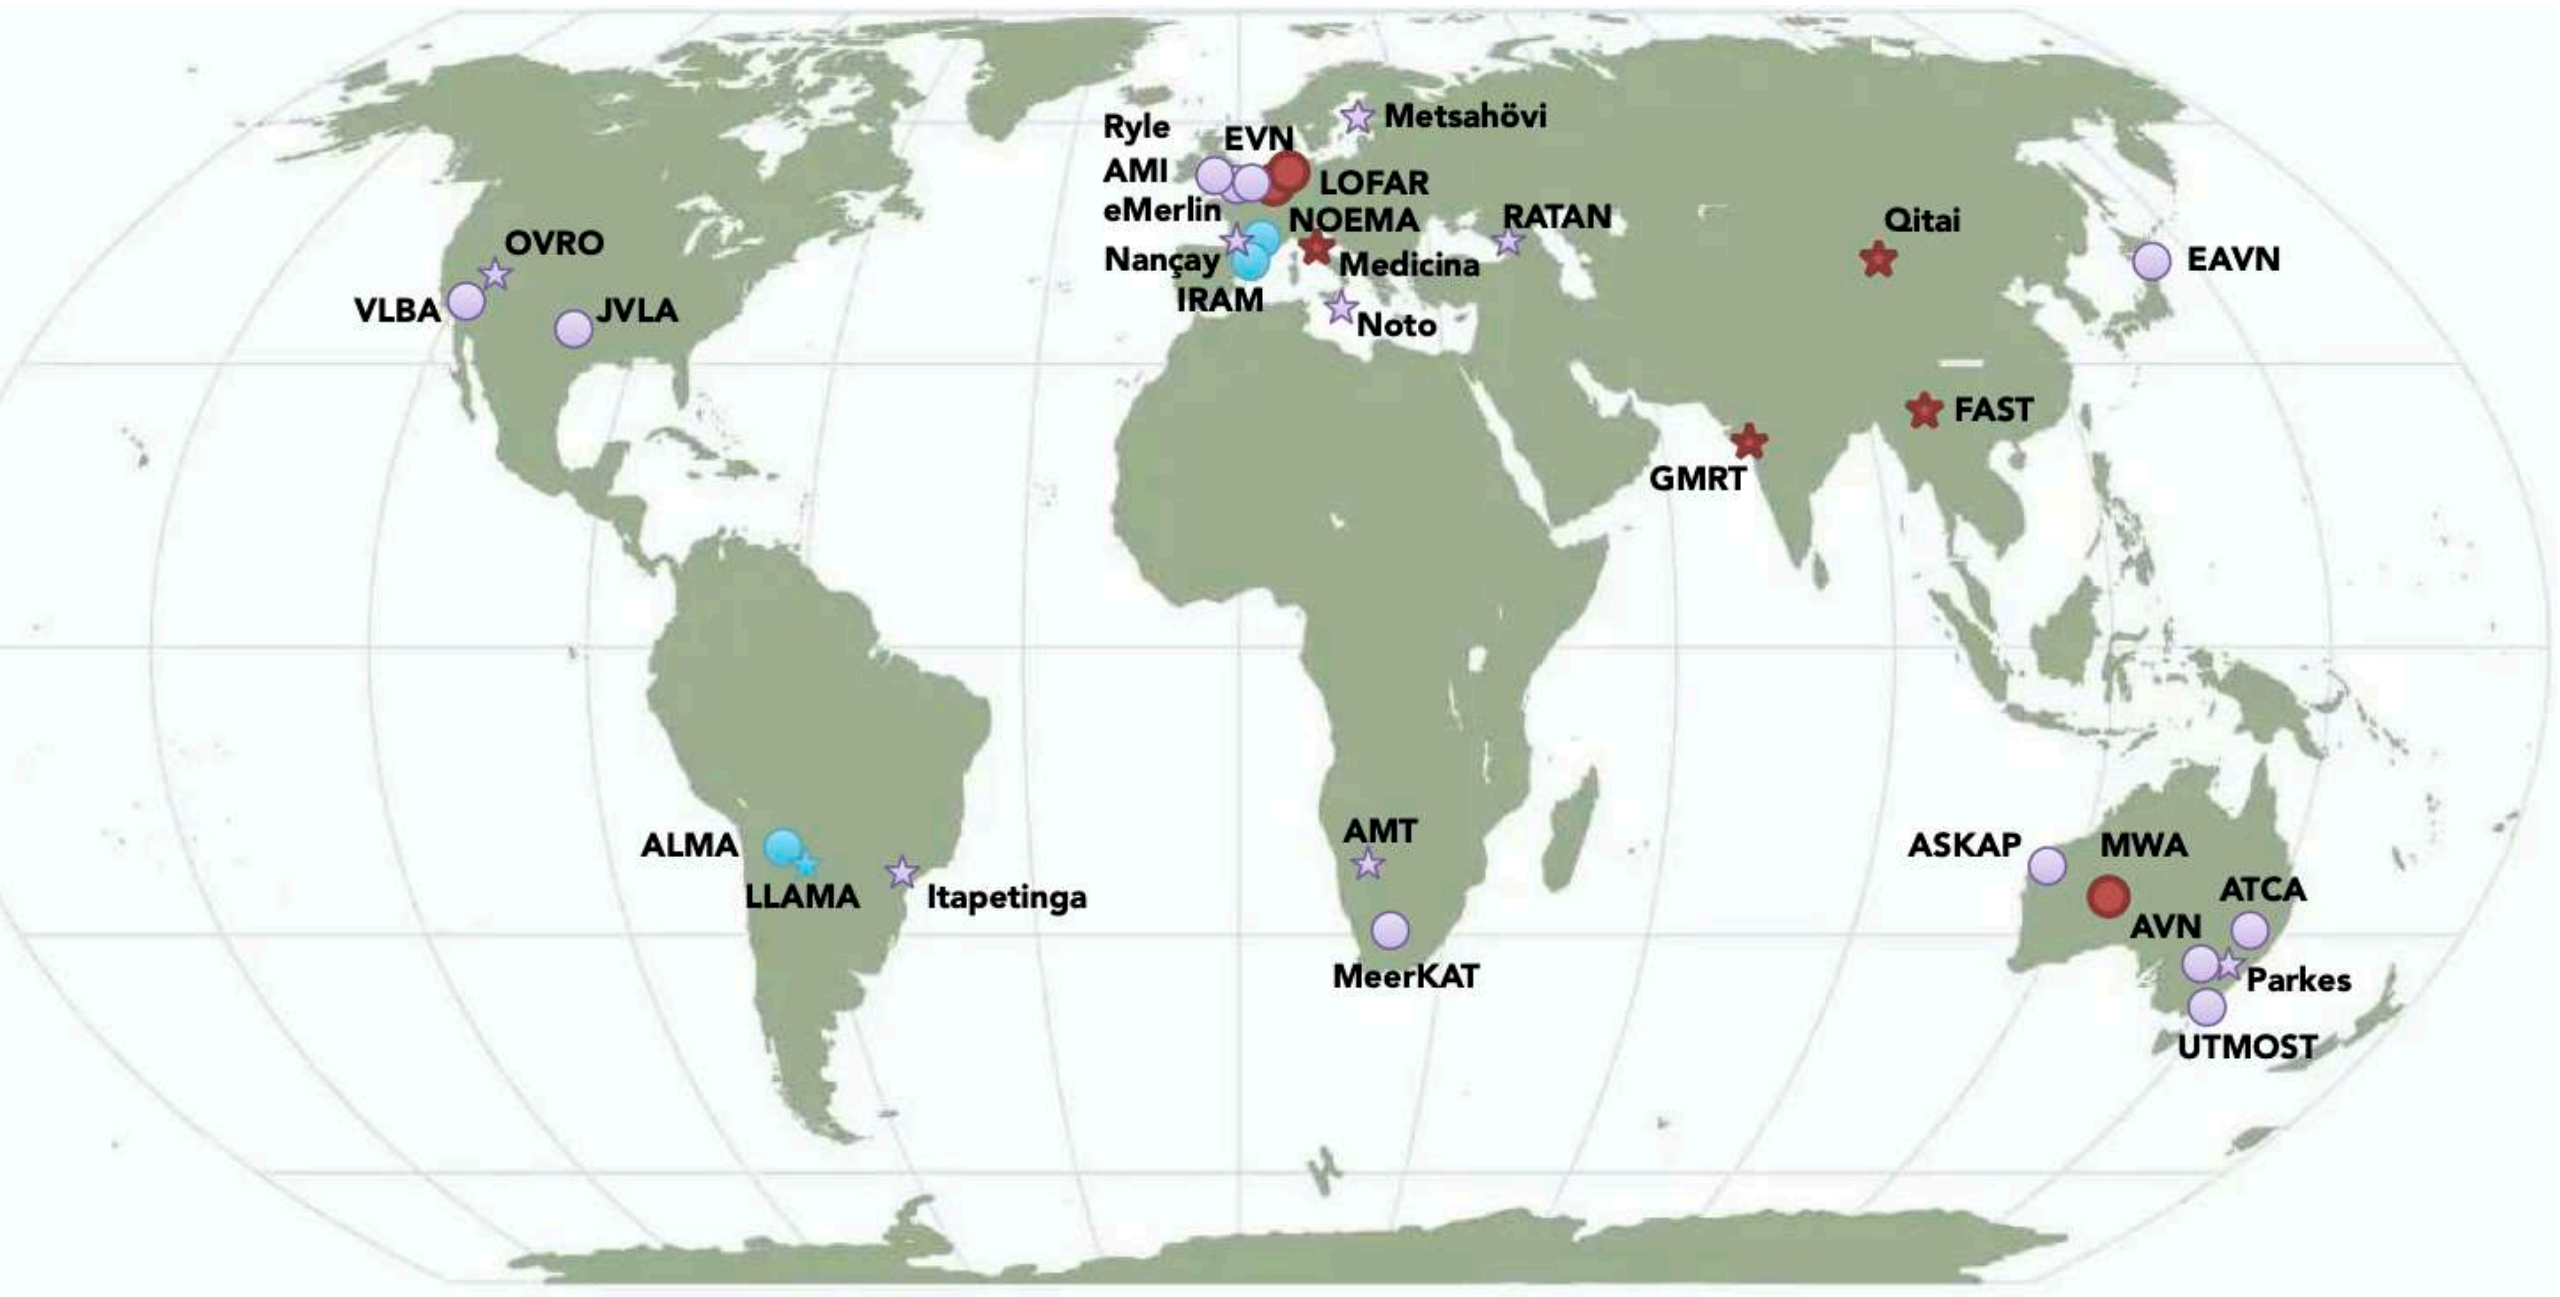 Metsahövi
Ryle
EVN
AMI
LOFAR
eMerlin
NOEMA
RATAN
Qitai
OVRO
Nançay
Medicina
EAVN
IRAM
VLBA
JVLA
Noto
FAST
GMRT
AMT
ALMA
ASKAP
MWA
LLAMA
Itapetinga
ATCA
AVN
MeerKAT
Parkes
UTMOST